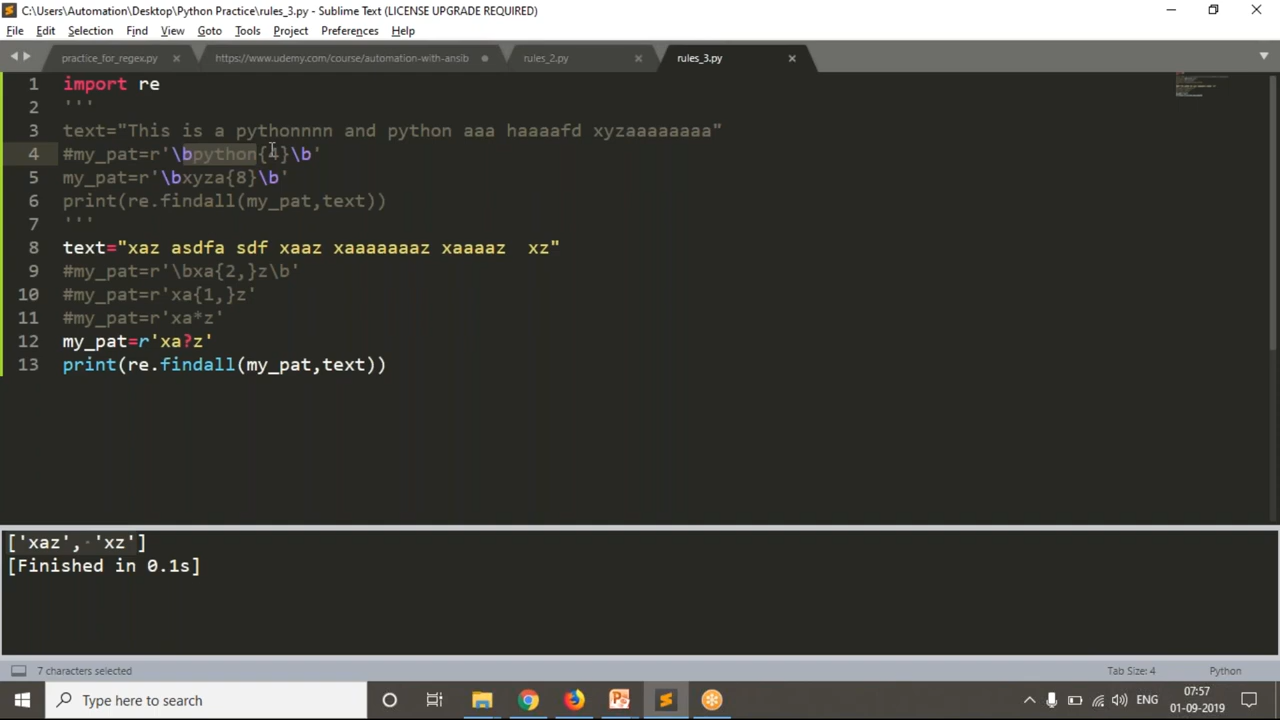 C:\Users\Automation\Desktop\Python Practice\rules_3.py - Sublime Text (LICENSE UPGRADE REQUIRED)
File Edit Selection Find View Goto Tools Project Preferences Help
practice_for_regex.py https://www.udemy.com/course/automation-with-ansib rules_2.py rules_3.py
1 import re
2 '''
3 text="This is a pythonnnn and python aaa haaaafd xyzaaaaaaaa"
4 #my_pat=r'\bpython{4}\b'
5 my_pat=r'\bxyza{8}\b'
6 print(re.findall(my_pat,text))
7 '''
8 text="xaz asdfa sdf xaaz xaaaaaaaz xaaaaz  xz"
9 #my_pat=r'\bxa{2,}z\b'
10 #my_pat=r'xa{1,}z'
11 #my_pat=r'xa*z'
12 my_pat=r'xa?z'
13 print(re.findall(my_pat,text))
['xaz', 'xz']
[Finished in 0.1s]
7 characters selected Tab Size: 4 Python
Type here to search ENG 07:57
01-09-2019